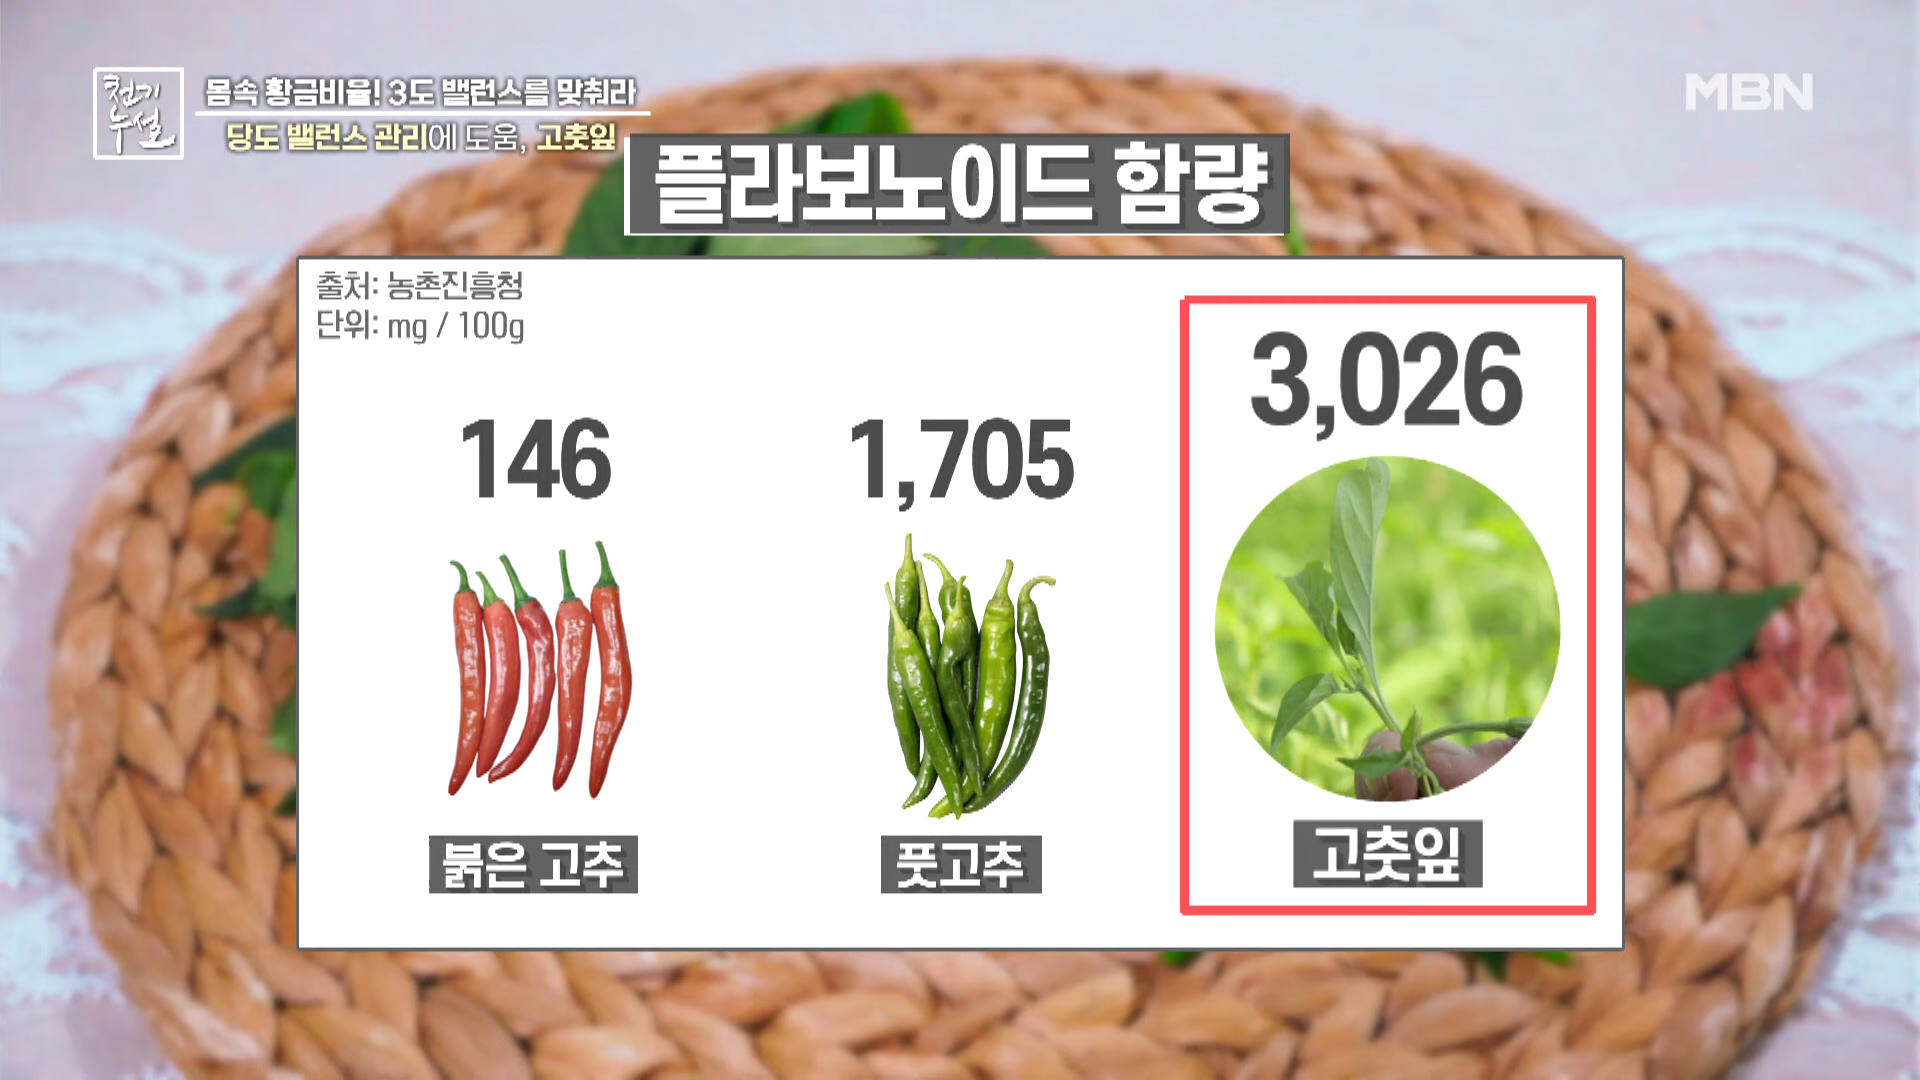 천기
누설
몸속 황금비율! 3도 밸런스를 맞춰라
당도 밸런스 관리에 도움, 고춧잎
MBN
플라보노이드 함량
출처: 농촌진흥청
단위: mg / 100g
146
1,705
3,026
붉은 고추
풋고추
고춧잎